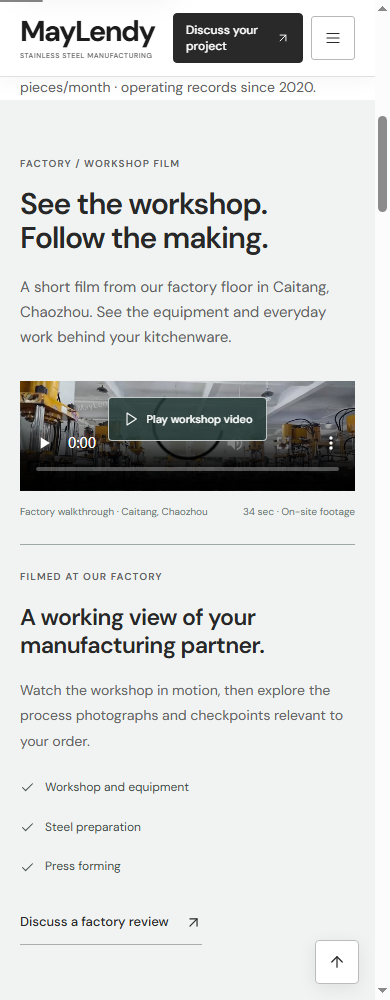 MayLendy
STAINLESS STEEL MANUFACTURING
Discuss your
project
pieces/month · operating records since 2020.
FACTORY / WORKSHOP FILM
See the workshop.
Follow the making.
A short film from our factory floor in Caitang,
Chaozhou. See the equipment and everyday
work behind your kitchenware.
Play workshop video
0:00
Factory walkthrough · Caitang, Chaozhou
34 sec · On-site footage
FILMED AT OUR FACTORY
A working view of your
manufacturing partner.
Watch the workshop in motion, then explore the
process photographs and checkpoints relevant to
your order.
Workshop and equipment
Steel preparation
Press forming
Discuss a factory review